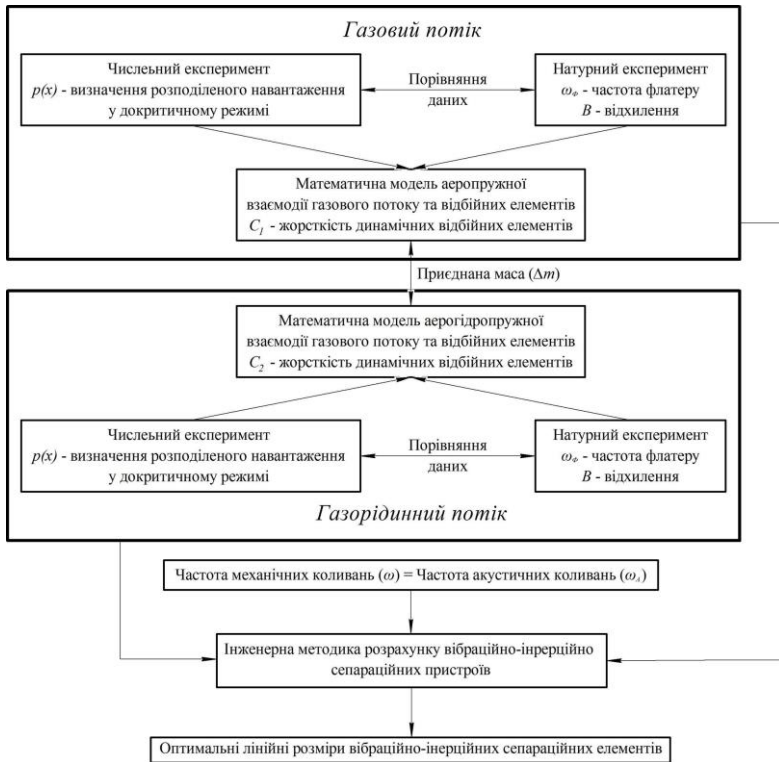 Газовий потік
Числеьний експеримент
p(x) - визначення розподіленого навантаження
у докритичному режимі
Порівняння
даних
Натурний експеримент
ωФ - частота флатеру
B - відхилення
Математична модель аеропружної
взаємодії газового потоку та відбійних елементів
C1 - жорсткість динамічних відбійних елементів
Приєднана маса (Δm)
Математична модель аерогідропружної
взаємодії газового потоку та відбійних елементів
C2 - жорсткість динамічних відбійних елементів
Числеьний експеримент
p(x) - визначення розподіленого навантаження
у докритичному режимі
Порівняння
даних
Натурний експеримент
ωФ - частота флатеру
B - відхилення
Газорідинний потік
Частота механічних коливань (ω) = Частота акустичних коливань (ωА)
Інженерна методика розрахунку вібраційно-інрерційно
сепараційних пристроїв
Оптимальні лінійні розміри вібраційно-інерційних сепараційних елементів